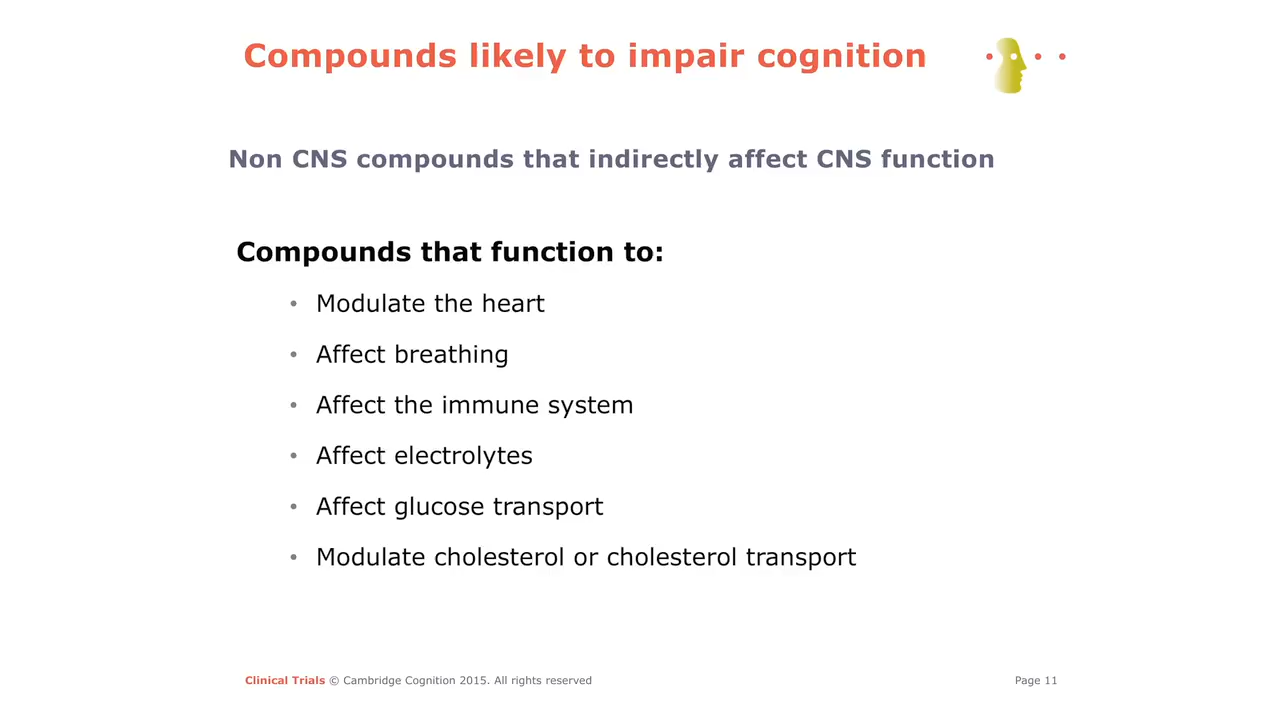 Compounds likely to impair cognition
Non CNS compounds that indirectly affect CNS function
Compounds that function to:
• Modulate the heart
• Affect breathing
• Affect the immune system
• Affect electrolytes
• Affect glucose transport
• Modulate cholesterol or cholesterol transport
Clinical Trials © Cambridge Cognition 2015. All rights reserved
Page 11